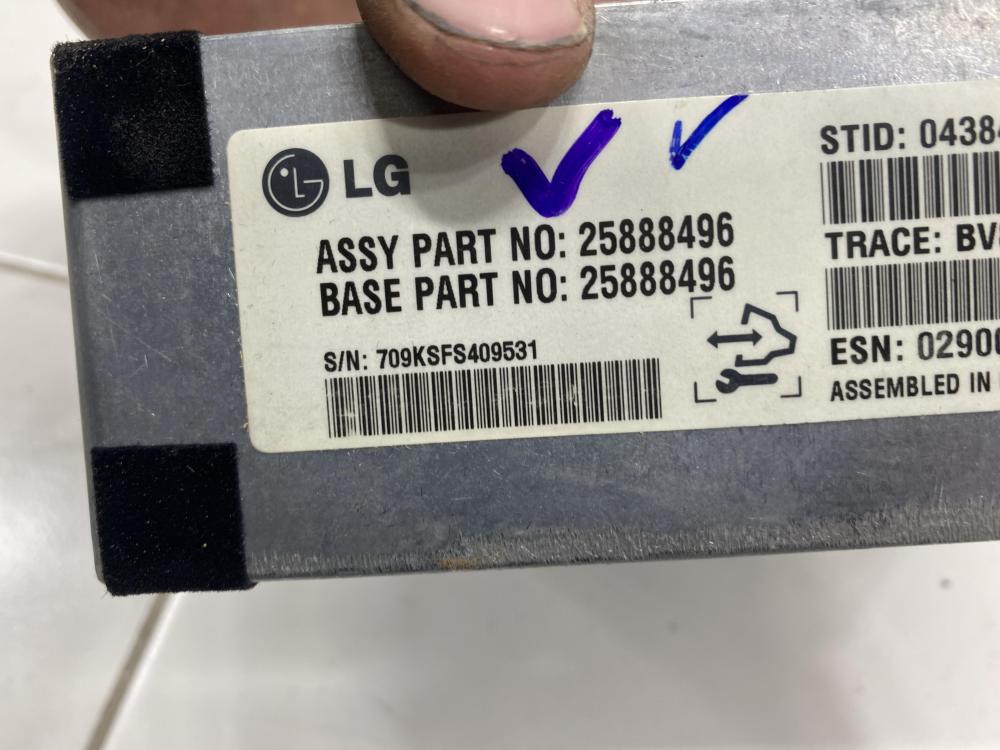 LG
ASSY PART NO: 25888496
BASE PART NO: 25888496
S/N: 709KSFS409531
STID: 0438
TRACE: BV
ESN: 0290
ASSEMBLED IN